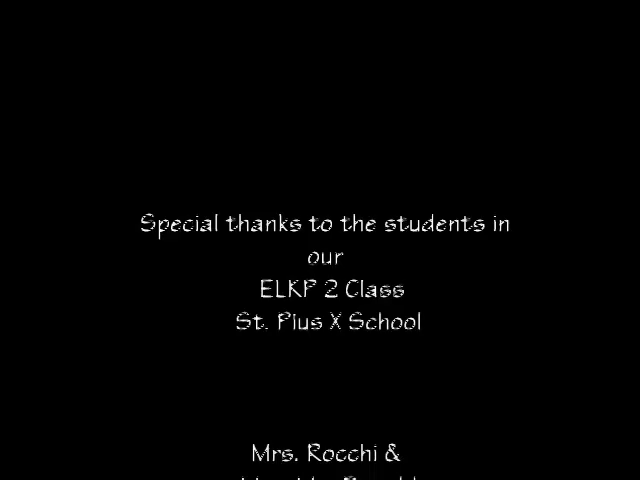 Special thanks to the students in
our
ELKP 2 Class
St. Pius X School
Mrs. Rocchi &